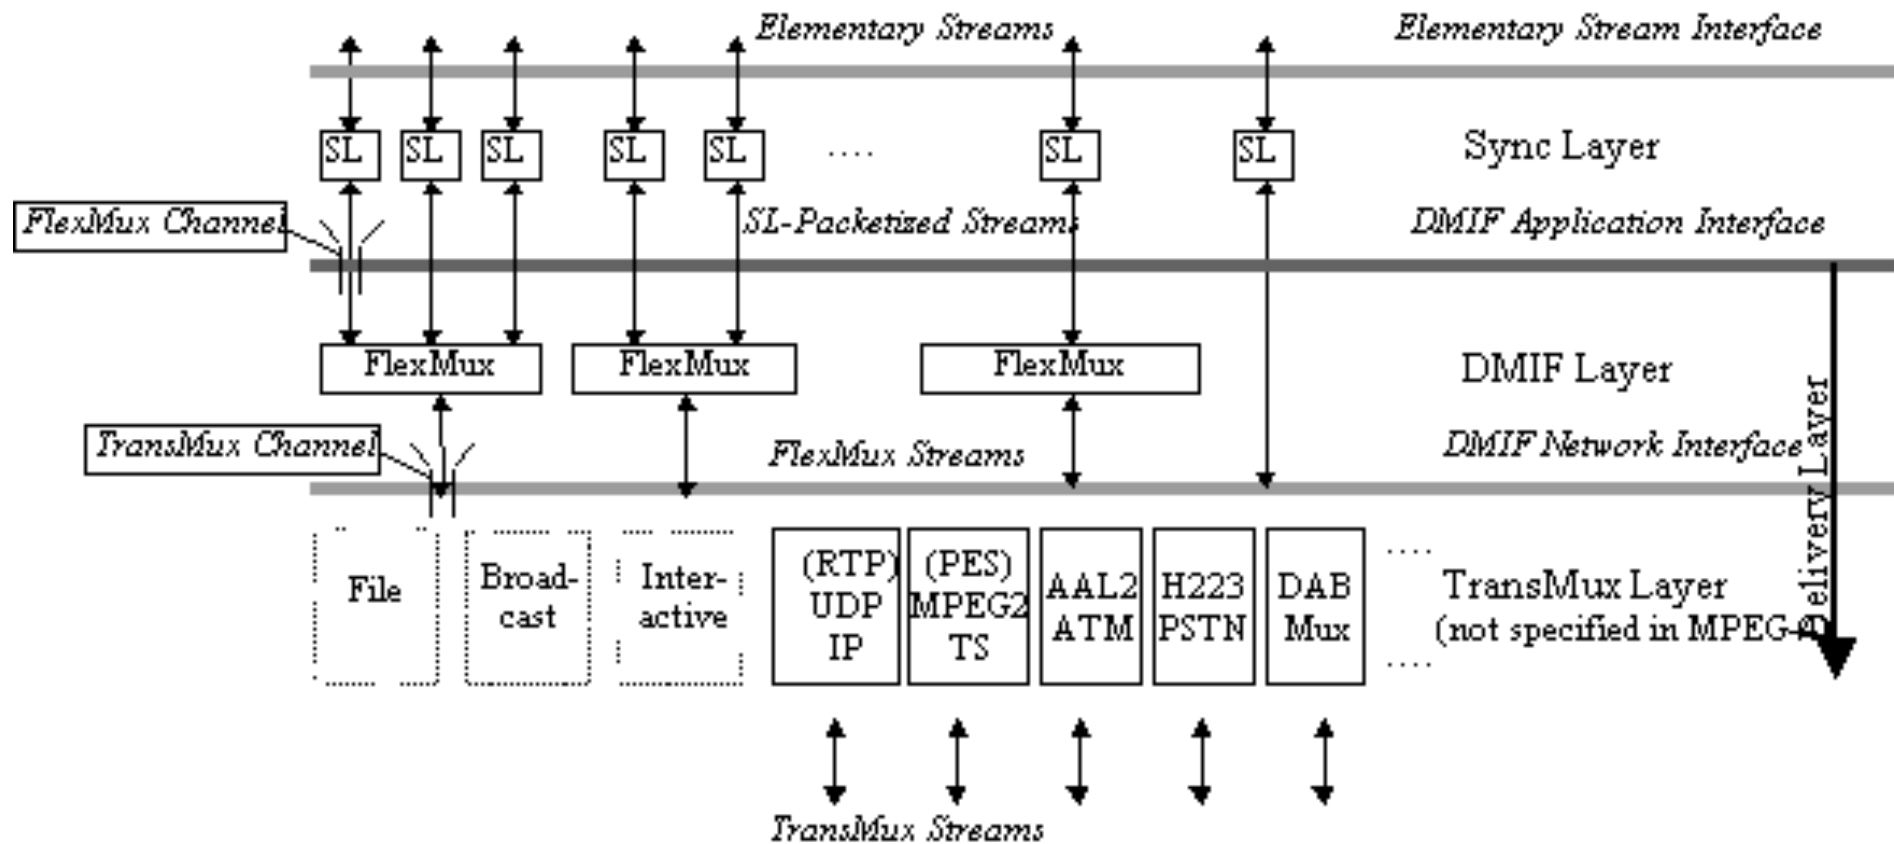 Elementary Streams
Elementary Stream Interface
SL SL SL SL SL .... SL SL
Sync Layer
FlexMux Channel
SL-Packetized Streams
DMIF Application Interface
FlexMux FlexMux FlexMux
DMIF Layer
TransMux Channel
FlexMux Streams
DMIF Network Interface
Delivery Layer
File
Broad-
cast
Inter-
active
(RTP)
UDP
IP
(PES)
MPEG2
TS
AAL2
ATM
H223
PSTN
DAB
Mux
....
....
TransMux Layer
(not specified in MPEG-
TransMux Streams